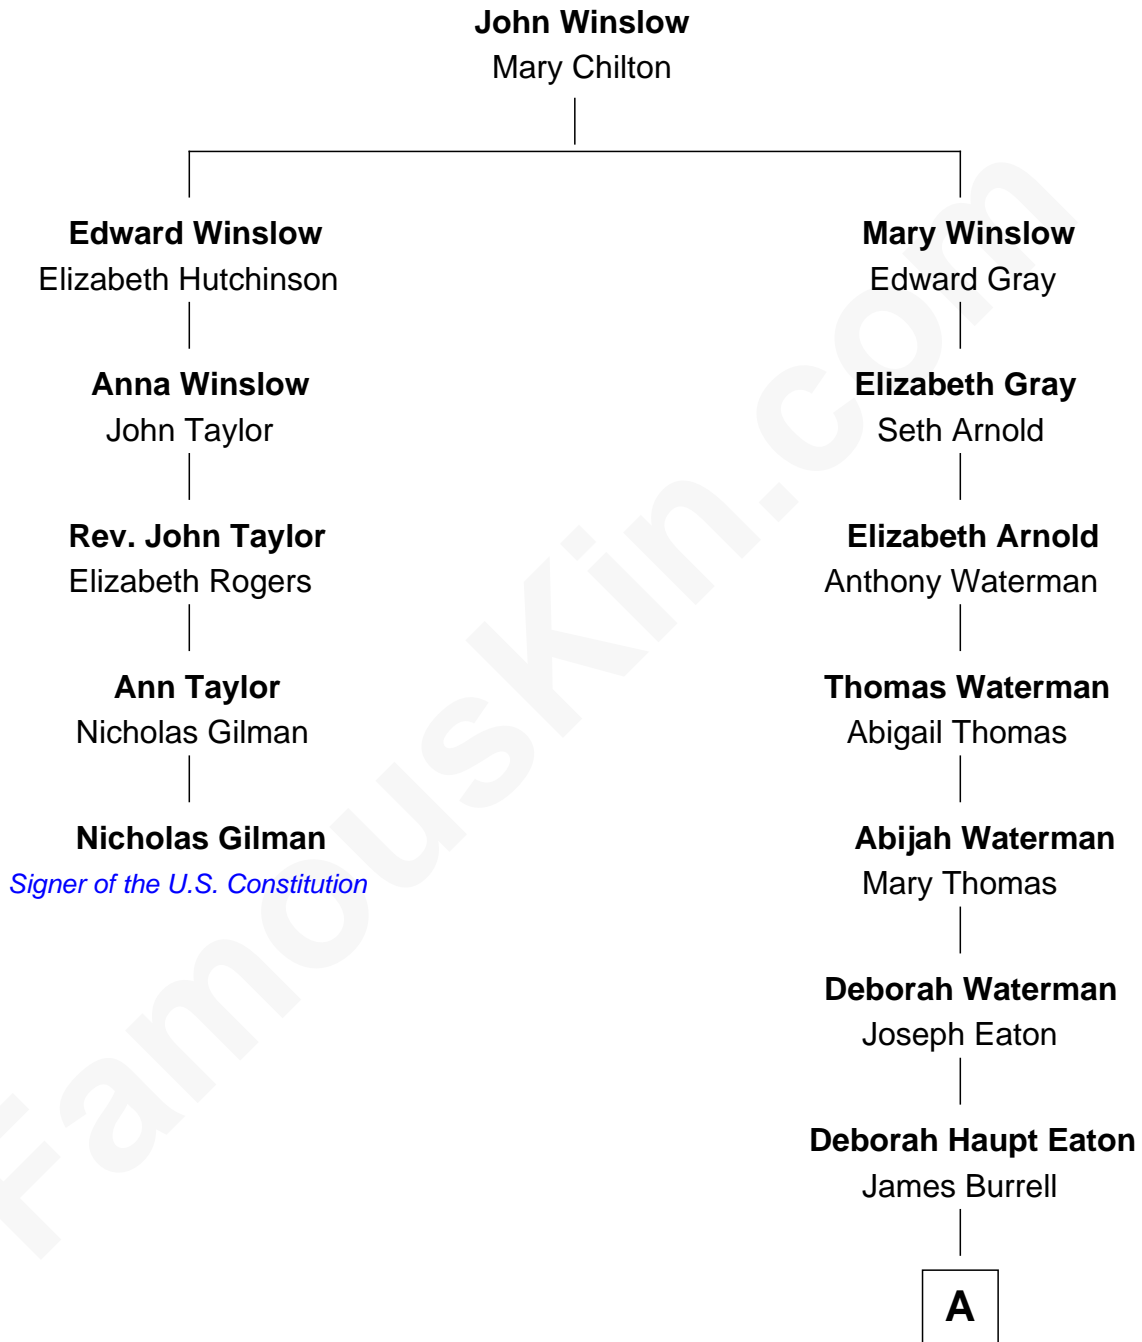 John Winslow
Mary Chilton
Edward Winslow
Elizabeth Hutchinson
Mary Winslow
Edward Gray
Anna Winslow
John Taylor
Elizabeth Gray
Seth Arnold
Rev. John Taylor
Elizabeth Rogers
Elizabeth Arnold
Anthony Waterman
Ann Taylor
Nicholas Gilman
Thomas Waterman
Abigail Thomas
Nicholas Gilman
Signer of the U.S. Constitution
Abijah Waterman
Mary Thomas
Deborah Waterman
Joseph Eaton
Deborah Haupt Eaton
James Burrell
A
FamousKin.com